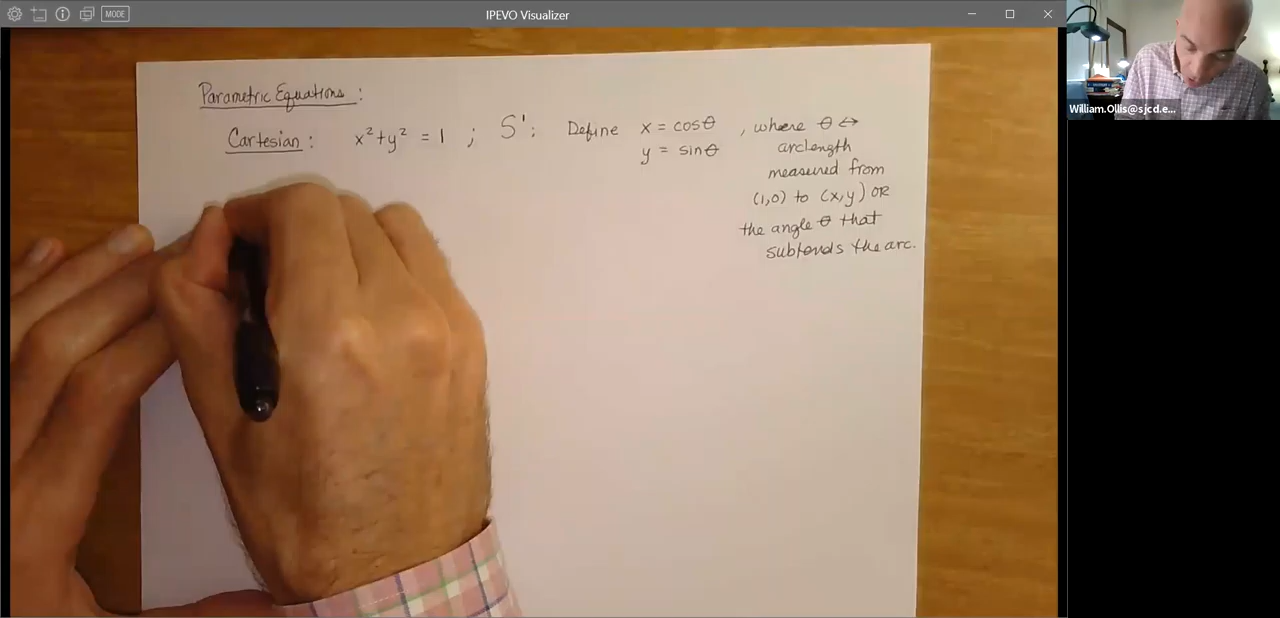 MODE
IPEVO Visualizer
William.Ollis@sjcd.e...
Parametric Equations :
Cartesian : x² + y² = 1 ; S¹ ; Define x = cosθ , where θ ↔
y = sinθ arclength
measured from
(1,0) to (x,y) OR
the angle θ that
subtends the arc.